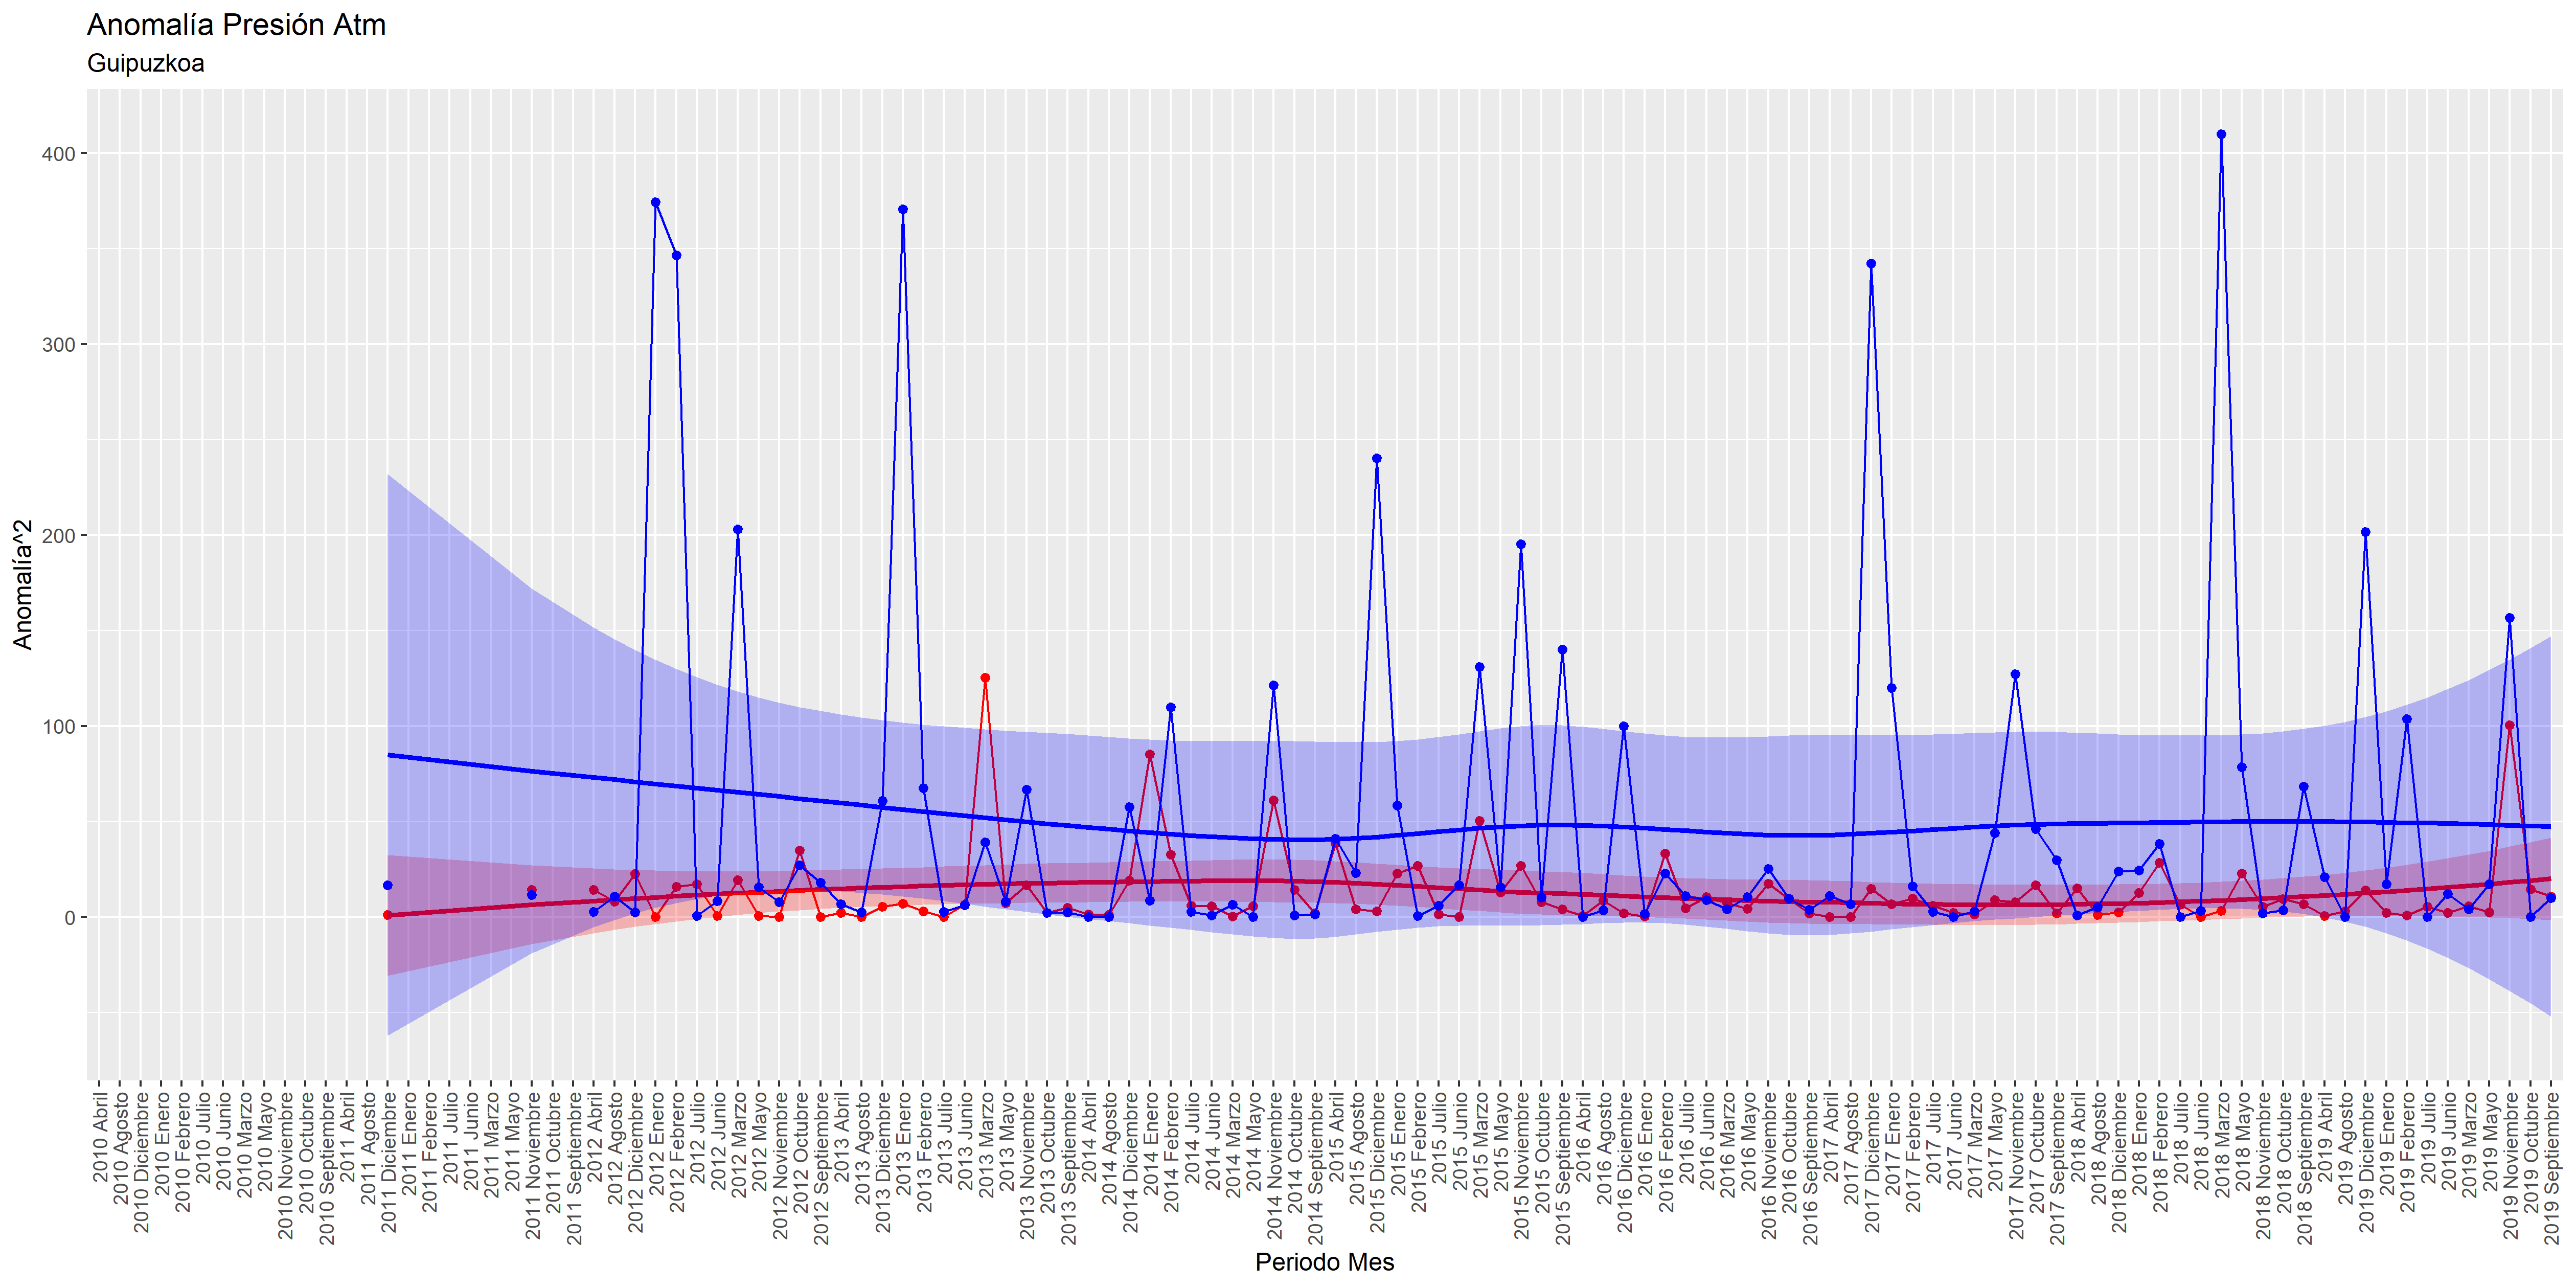 Anomalía Presión Atm
Guipuzkoa
Anomalía^2
400
300
200
100
0
2010 Abril
2010 Agosto
2010 Diciembre
2010 Enero
2010 Febrero
2010 Julio
2010 Junio
2010 Marzo
2010 Mayo
2010 Noviembre
2010 Octubre
2010 Septiembre
2011 Abril
2011 Agosto
2011 Diciembre
2011 Enero
2011 Febrero
2011 Julio
2011 Junio
2011 Marzo
2011 Mayo
2011 Noviembre
2011 Octubre
2011 Septiembre
2012 Abril
2012 Agosto
2012 Diciembre
2012 Enero
2012 Febrero
2012 Julio
2012 Junio
2012 Marzo
2012 Mayo
2012 Noviembre
2012 Octubre
2012 Septiembre
2013 Abril
2013 Agosto
2013 Diciembre
2013 Enero
2013 Febrero
2013 Julio
2013 Junio
2013 Marzo
2013 Mayo
2013 Noviembre
2013 Octubre
2013 Septiembre
2014 Abril
2014 Agosto
2014 Diciembre
2014 Enero
2014 Febrero
2014 Julio
2014 Junio
2014 Marzo
2014 Mayo
2014 Noviembre
2014 Octubre
2014 Septiembre
2015 Abril
2015 Agosto
2015 Diciembre
2015 Enero
2015 Febrero
2015 Julio
2015 Junio
2015 Marzo
2015 Mayo
2015 Noviembre
2015 Octubre
2015 Septiembre
2016 Abril
2016 Agosto
2016 Diciembre
2016 Enero
2016 Febrero
2016 Julio
2016 Junio
2016 Marzo
2016 Mayo
2016 Noviembre
2016 Octubre
2016 Septiembre
2017 Abril
2017 Agosto
2017 Diciembre
2017 Enero
2017 Febrero
2017 Julio
2017 Junio
2017 Marzo
2017 Mayo
2017 Noviembre
2017 Octubre
2017 Septiembre
2018 Abril
2018 Agosto
2018 Diciembre
2018 Enero
2018 Febrero
2018 Julio
2018 Junio
2018 Marzo
2018 Mayo
2018 Noviembre
2018 Octubre
2018 Septiembre
2019 Abril
2019 Agosto
2019 Diciembre
2019 Enero
2019 Febrero
2019 Julio
2019 Junio
2019 Marzo
2019 Mayo
2019 Noviembre
2019 Octubre
2019 Septiembre
Periodo Mes